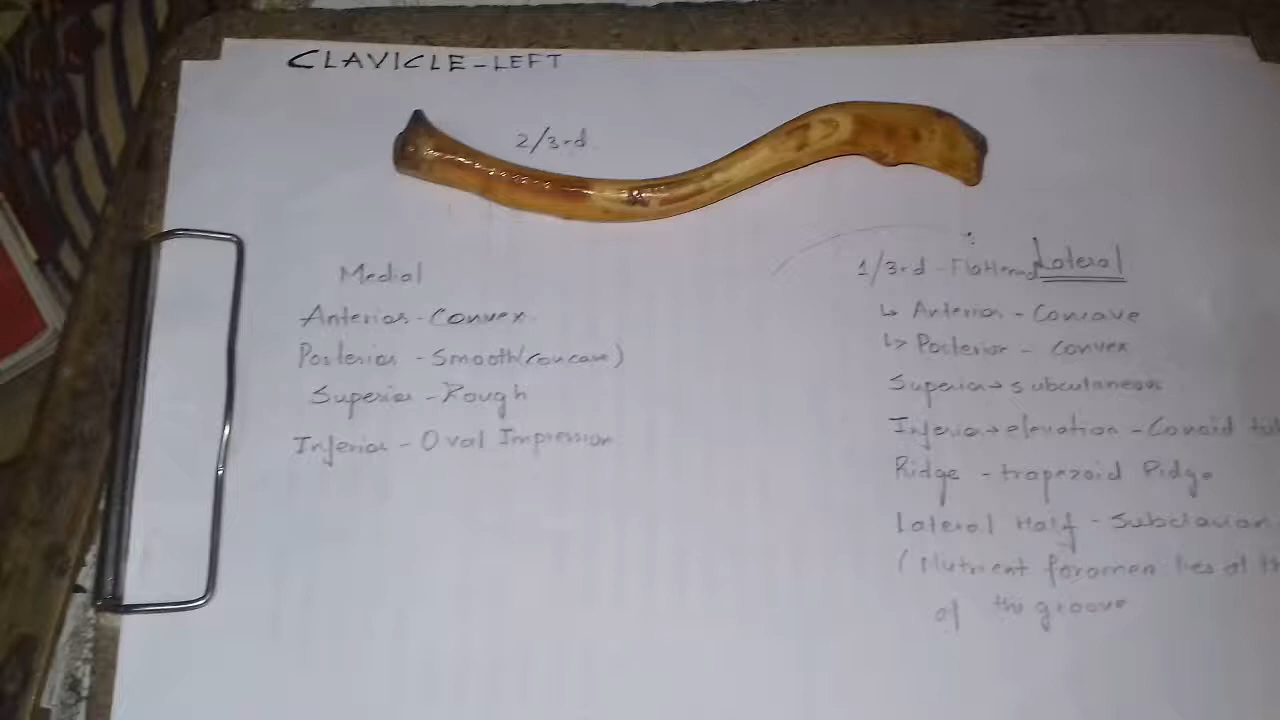 CLAVICLE-LEFT
2/3rd
Medial
Anterior - Convex
Posterior - Smooth(concave)
Superior - Rough
Inferior - Oval Impression
1/3rd - Flattened Lateral
↳ Anterior - Concave
↳ Posterior - Convex
Superior → subcutaneous
Inferior → elevation - Conoid
Ridge - trapezoid Ridge
Lateral Half - Subclavian
(Nutrient foramen lies at
of the groove